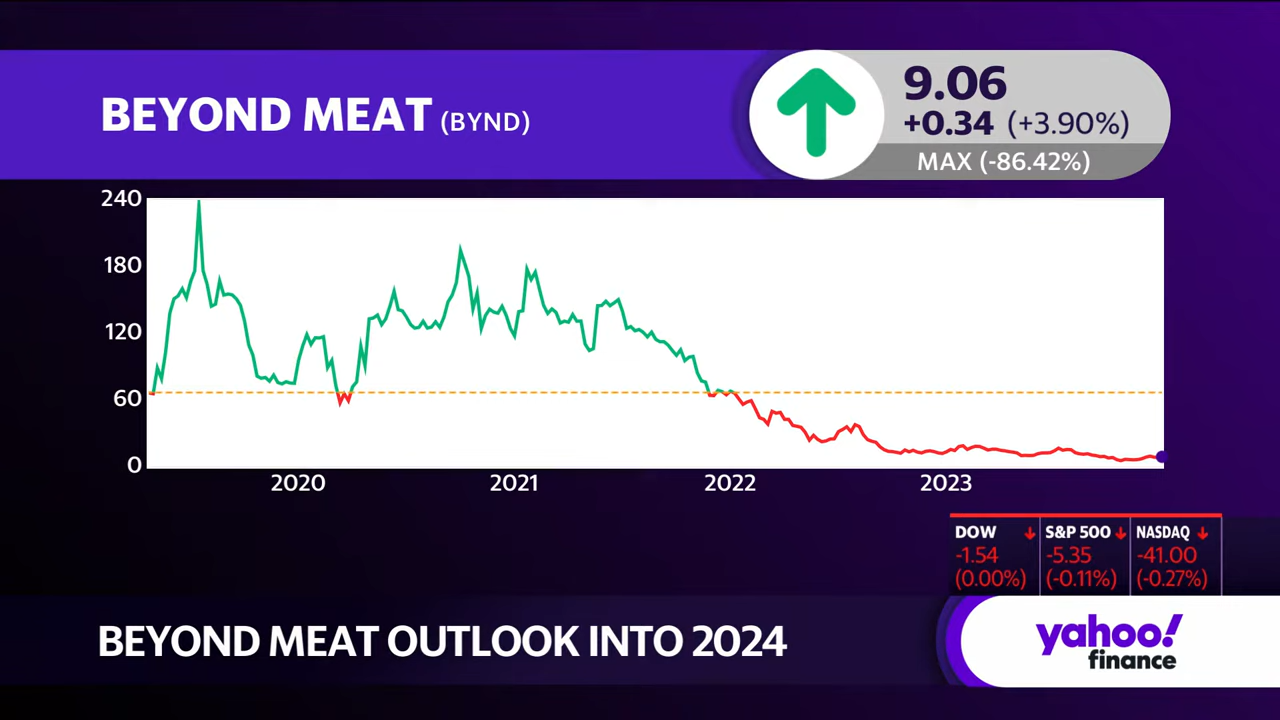 BEYOND MEAT (BYND)
9.06
+0.34 (+3.90%)
MAX (-86.42%)
240
180
120
60
0
2020 2021 2022 2023
DOW S&P 500 NASDAQ
-1.54 -5.35 -41.00
(0.00%) (-0.11%) (-0.27%)
BEYOND MEAT OUTLOOK INTO 2024
yahoo!
finance